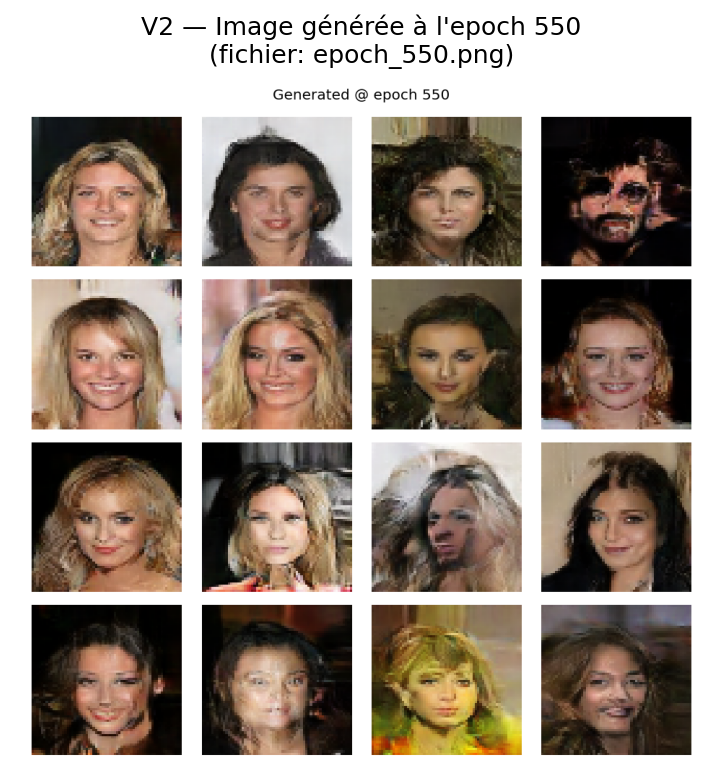 V2 — Image générée à l'epoch 550
(fichier: epoch_550.png)
Generated @ epoch 550